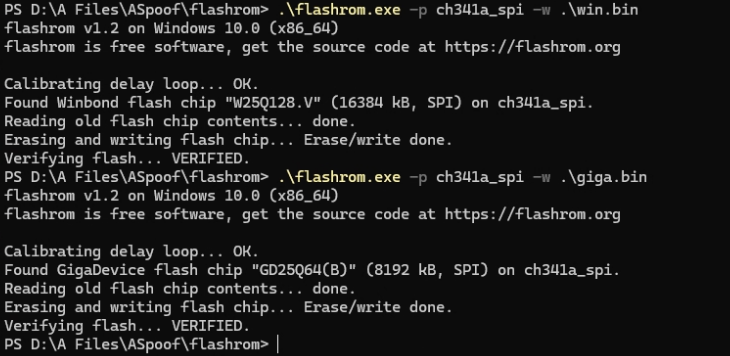 PS D:\A Files\ASpoof\flashrom> .\flashrom.exe -p ch341a_spi -w .\win.bin
flashrom v1.2 on Windows 10.0 (x86_64)
flashrom is free software, get the source code at https://flashrom.org

Calibrating delay loop... OK.
Found Winbond flash chip "W25Q128.V" (16384 kB, SPI) on ch341a_spi.
Reading old flash chip contents... done.
Erasing and writing flash chip... Erase/write done.
Verifying flash... VERIFIED.
PS D:\A Files\ASpoof\flashrom> .\flashrom.exe -p ch341a_spi -w .\giga.bin
flashrom v1.2 on Windows 10.0 (x86_64)
flashrom is free software, get the source code at https://flashrom.org

Calibrating delay loop... OK.
Found GigaDevice flash chip "GD25Q64(B)" (8192 kB, SPI) on ch341a_spi.
Reading old flash chip contents... done.
Erasing and writing flash chip... Erase/write done.
Verifying flash... VERIFIED.
PS D:\A Files\ASpoof\flashrom>